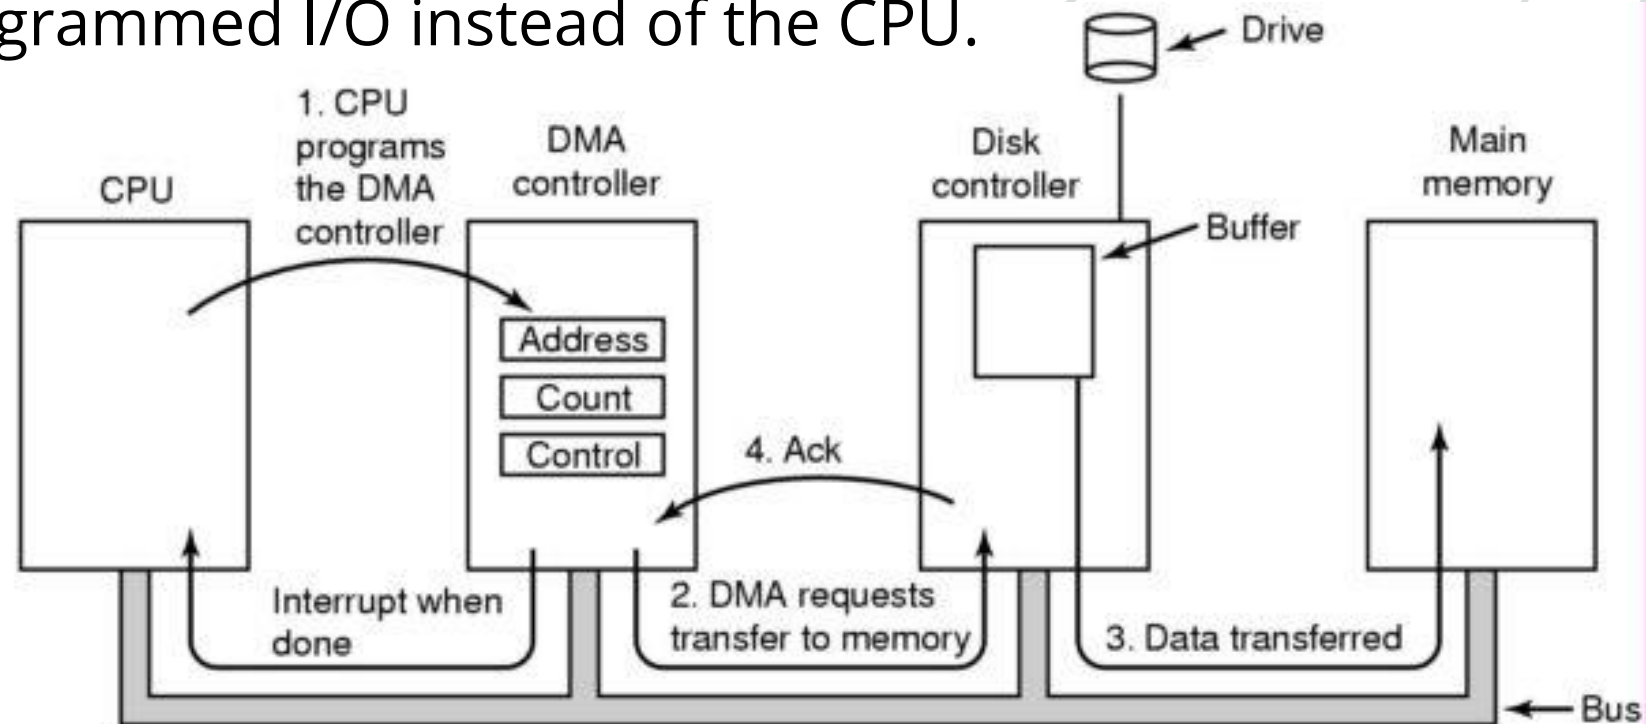 grammed I/O instead of the CPU.
Drive
1. CPU
programs
the DMA
controller
CPU
DMA
controller
Disk
controller
Main
memory
Buffer
Address
Count
Control
4. Ack
Interrupt when
done
2. DMA requests
transfer to memory
3. Data transferred
Bus